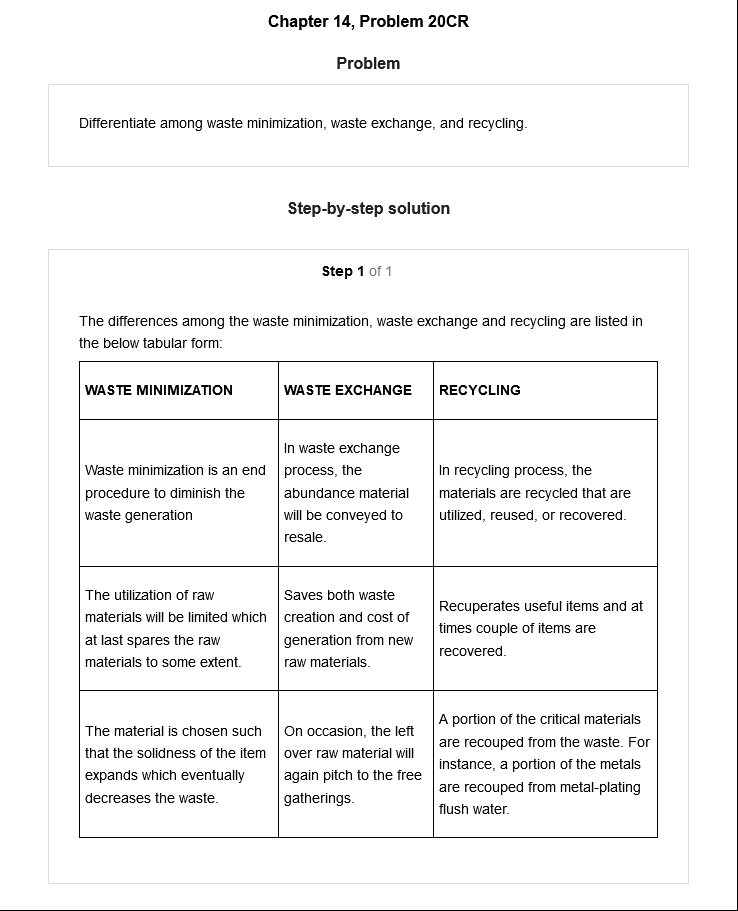 Chapter 14, Problem 20CR
Problem
Differentiate among waste minimization, waste exchange, and recycling.
Step-by-step solution
Step 1 of 1
The differences among the waste minimization, waste exchange and recycling are listed in
the below tabular form:
WASTE MINIMIZATION
WASTE EXCHANGE
RECYCLING
Waste minimization is an end
procedure to diminish the
waste generation
In waste exchange
process, the
abundance material
will be conveyed to
resale.
In recycling process, the
materials are recycled that are
utilized, reused, or recovered.
The utilization of raw
materials will be limited which
at last spares the raw
materials to some extent.
Saves both waste
creation and cost of
generation from new
raw materials.
Recuperates useful items and at
times couple of items are
recovered.
The material is chosen such
that the solidness of the item
expands which eventually
decreases the waste.
On occasion, the left
over raw material will
again pitch to the free
gatherings.
A portion of the critical materials
are recouped from the waste. For
instance, a portion of the metals
are recouped from metal-plating
flush water.